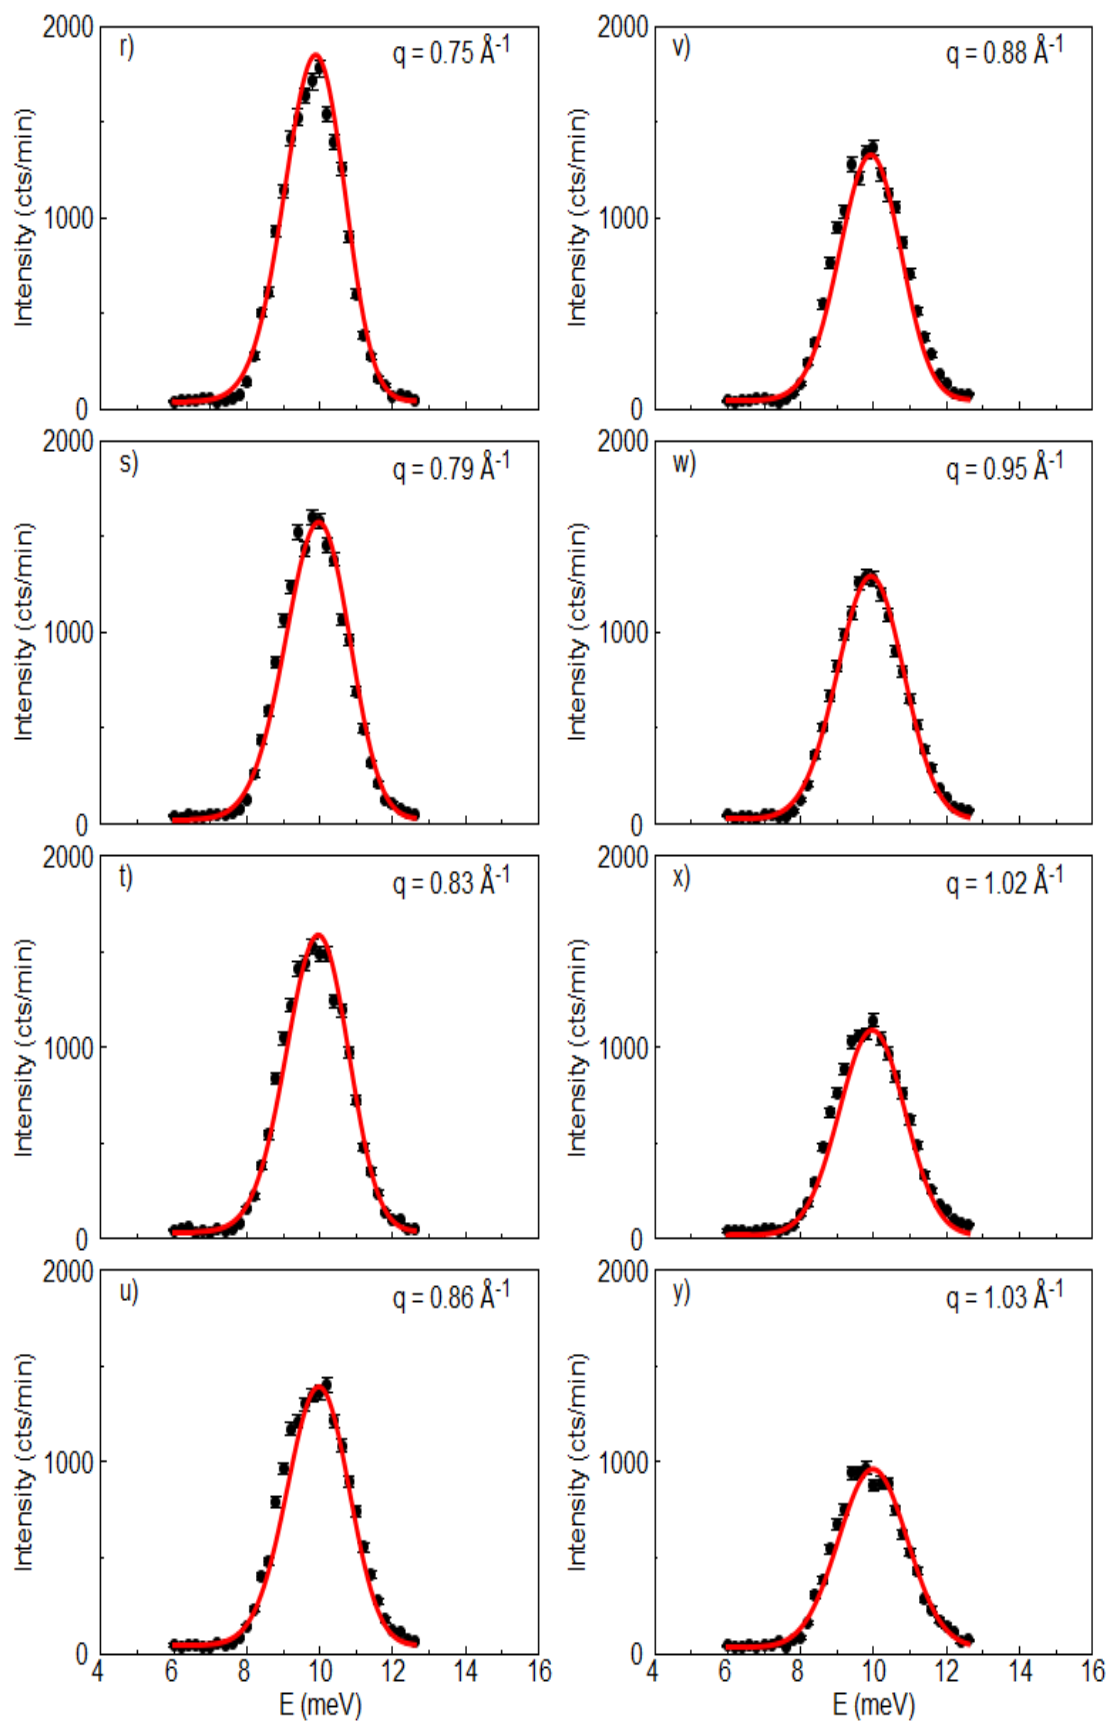 2000
r)
q = 0.75 Å-1
1000
0
Intensity (cts/min)
v)
q = 0.88 Å-1
2000
1000
0
Intensity (cts/min)
2000
s)
q = 0.79 Å-1
1000
0
Intensity (cts/min)
2000
w)
q = 0.95 Å-1
1000
0
Intensity (cts/min)
2000
t)
q = 0.83 Å-1
1000
0
Intensity (cts/min)
2000
x)
q = 1.02 Å-1
1000
0
Intensity (cts/min)
2000
u)
q = 0.86 Å-1
1000
0
Intensity (cts/min)
4 6 8 10 12 14 16
E (meV)
2000
y)
q = 1.03 Å-1
1000
0
Intensity (cts/min)
4 6 8 10 12 14 16
E (meV)